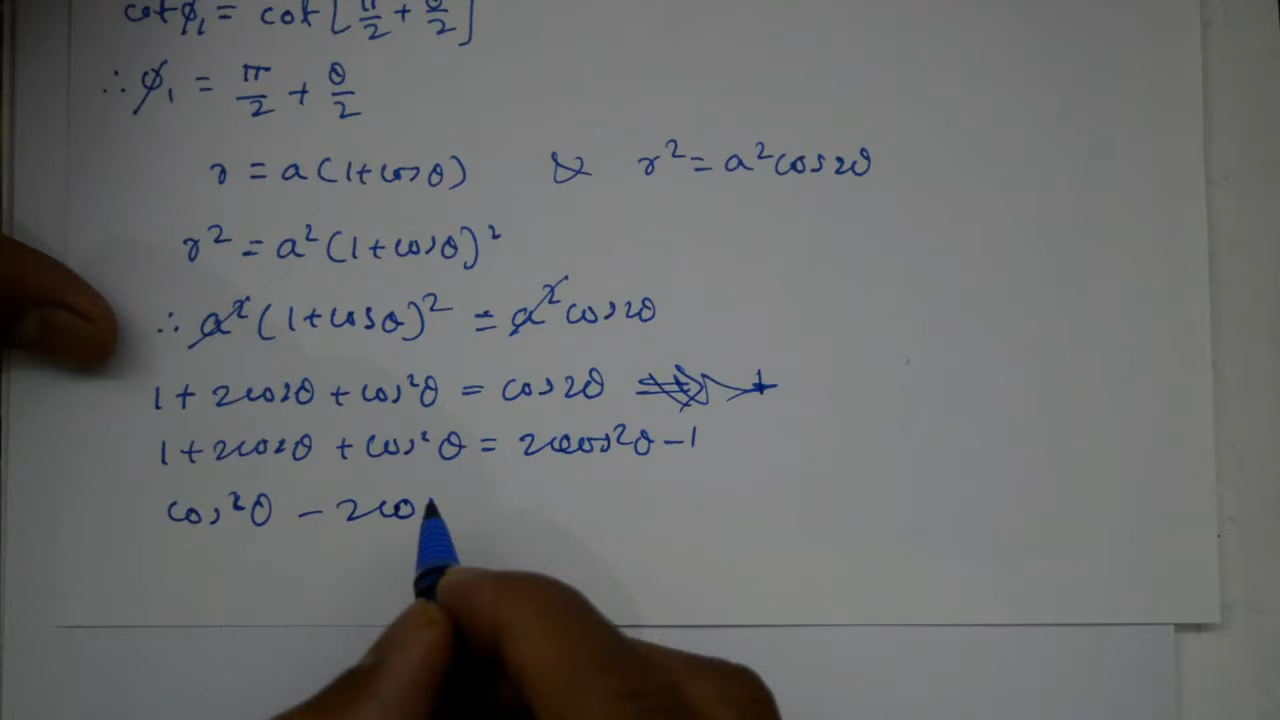 cot φ₁ = cot [π/2 + θ/2]
∴ φ₁ = π/2 + θ/2
r = a(1+cosθ) & r² = a²cos2θ
r² = a²(1+cosθ)²
∴ a²(1+cosθ)² = a²cos2θ
1 + 2cosθ + cos²θ = cos2θ
1 + 2cosθ + cos²θ = 2cos²θ − 1
cos²θ − 2co